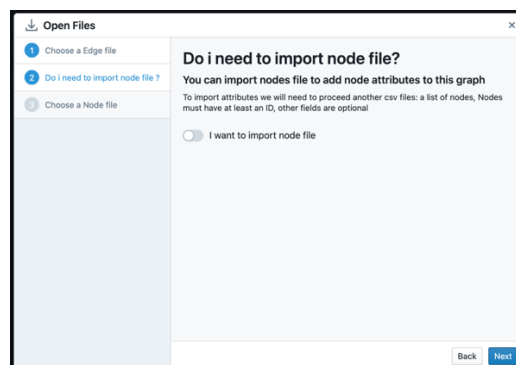 Open Files
1 Choose a Edge file
2 Do i need to import node file ?
3 Choose a Node file
Do i need to import node file?
You can import nodes file to add node attributes to this graph
To import attributes we will need to proceed another csv files: a list of nodes, Nodes
must have at least an ID, other fields are optional
I want to import node file
Back Next